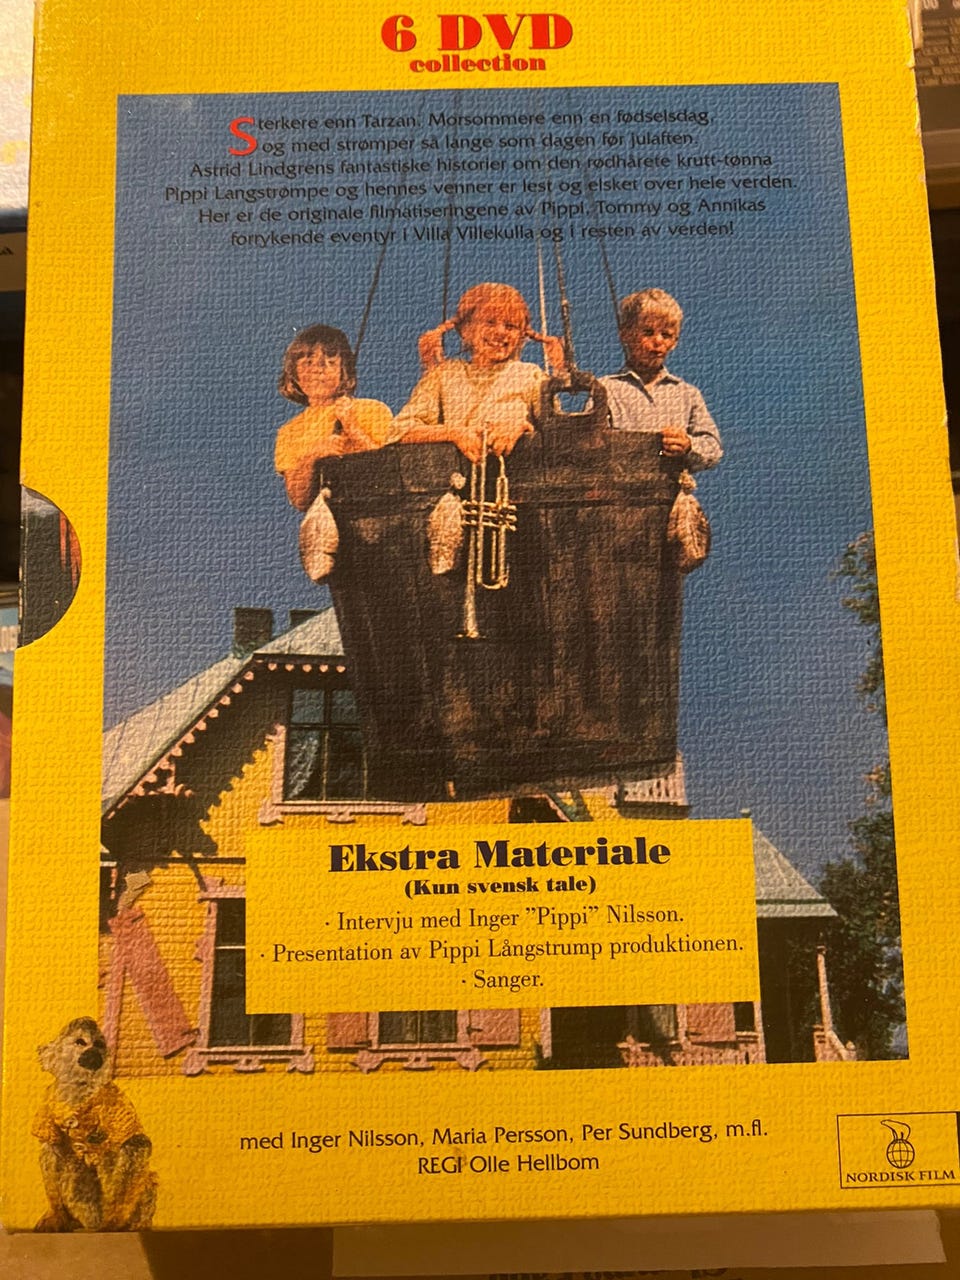 6 DVD
collection
Sterkere enn Tarzan. Morsommere enn en fødselsdag,
og med strømper så lange som dagen før julaften.
Astrid Lindgrens fantastiske historier om den rødhårete krutt-tønna
Pippi Langstrømpe og hennes venner er lest og elsket over hele verden.
Her er de originale filmatiseringene av Pippi, Tommy og Annikas
forrykende eventyr i Villa Villekulla og i resten av verden!
Ekstra Materiale
(Kun svensk tale)
· Intervju med Inger ”Pippi” Nilsson.
· Presentation av Pippi Långstrump produktionen.
· Sanger.
med Inger Nilsson, Maria Persson, Per Sundberg, m.fl.
REGI Olle Hellbom
NORDISK FILM